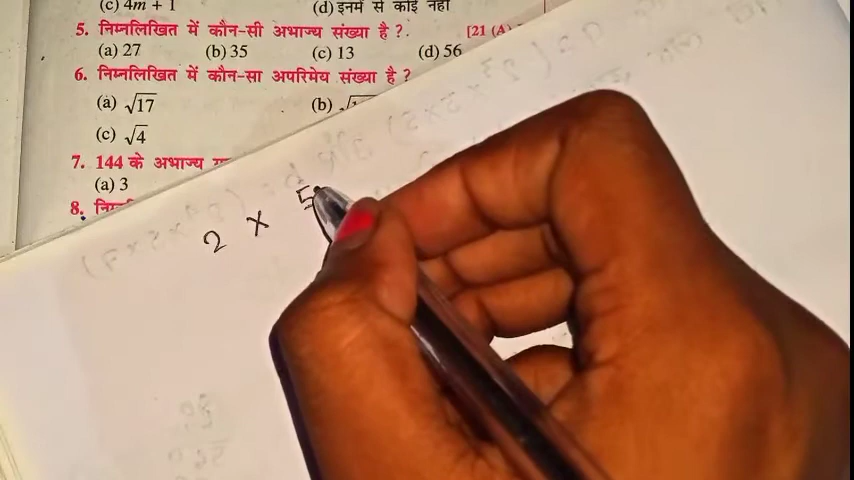 (c) 4m + 1 (d) इनमें से कोई नहीं
5. निम्नलिखित में कौन-सी अभाज्य संख्या है ? [21 (A)
(a) 27 (b) 35 (c) 13 (d) 56
6. निम्नलिखित में कौन-सा अपरिमेय संख्या है ?
(a) √17 (b)
(c) √4
7. 144 के अभाज्य
(a) 3
8.
2 × 5